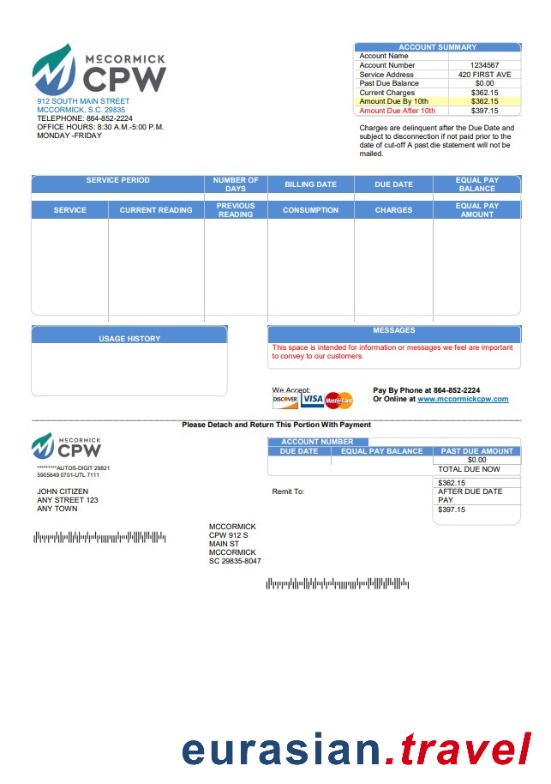 McCORMICK
CPW
912 SOUTH MAIN STREET
MCCORMICK, S.C. 29835
TELEPHONE: 864-852-2224
OFFICE HOURS: 8:30 A.M.-5:00 P.M.
MONDAY -FRIDAY
ACCOUNT SUMMARY
Account Name
Account Number 1234567
Service Address 420 FIRST AVE
Past Due Balance $0.00
Current Charges $362.15
Amount Due By 10th $362.15
Amount Due After 10th $397.15
Charges are delinquent after the Due Date and
subject to disconnection if not paid prior to the
date of cut-off A past die statement will not be
mailed.
SERVICE PERIOD NUMBER OF DAYS BILLING DATE DUE DATE EQUAL PAY BALANCE
SERVICE CURRENT READING PREVIOUS READING CONSUMPTION CHARGES EQUAL PAY AMOUNT
USAGE HISTORY
MESSAGES
This space is intended for information or messages we feel are important
to convey to our customers.
We Accept:
DISCOVER VISA MasterCard
Pay By Phone at 864-852-2224
Or Online at www.mccormickcpw.com
Please Detach and Return This Portion With Payment
McCORMICK
CPW
*********AUTOS-DIGIT 29821
5905649 0701-UTL 7111
JOHN CITIZEN
ANY STREET 123
ANY TOWN
ACCOUNT NUMBER
DUE DATE EQUAL PAY BALANCE PAST DUE AMOUNT
$0.00
TOTAL DUE NOW
$362.15
AFTER DUE DATE
PAY
$397.15
Remit To:
MCCORMICK
CPW 912 S
MAIN ST
MCCORMICK
SC 29835-8047
eurasian.travel